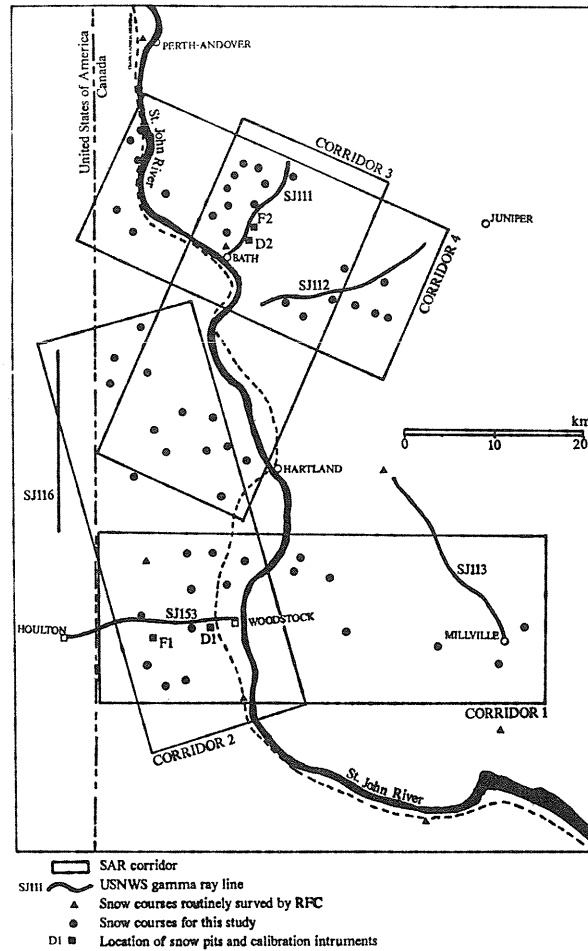 PERTH-ANDOVER
United States of America
Canada
St. John River
CORRIDOR 3
SJ111
JUNIPER
F2
D2
BATH
CORRIDOR 4
SJ112
km
0 10 20
HARTLAND
SJ116
SJ113
SJ153
WOODSTOCK
HOULTON
F1
D1
MILLVILLE
CORRIDOR 1
CORRIDOR 2
St. John River
SAR corridor
SJ111 USNWS gamma ray line
Snow courses routinely surved by RFC
Snow courses for this study
D1 Location of snow pits and calibration intruments